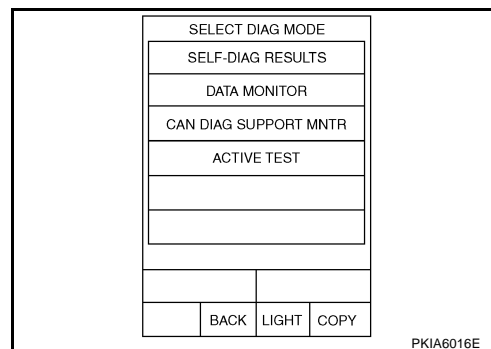 SELECT DIAG MODE
SELF-DIAG RESULTS
DATA MONITOR
CAN DIAG SUPPORT MNTR
ACTIVE TEST
BACK LIGHT COPY
PKIA6016E